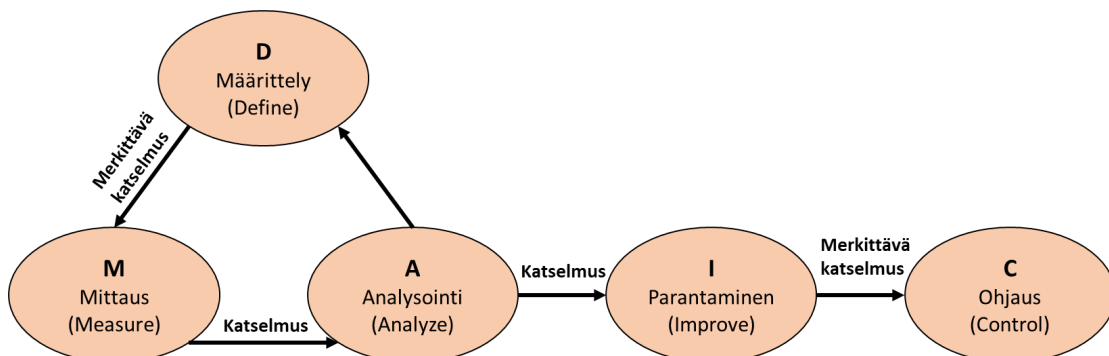 D
Määrittely
(Define)
Merkittävä
katselmus
M
Mittaus
(Measure)
Katselmus
A
Analysointi
(Analyze)
Katselmus
I
Parantaminen
(Improve)
Merkittävä
katselmus
C
Ohjaus
(Control)